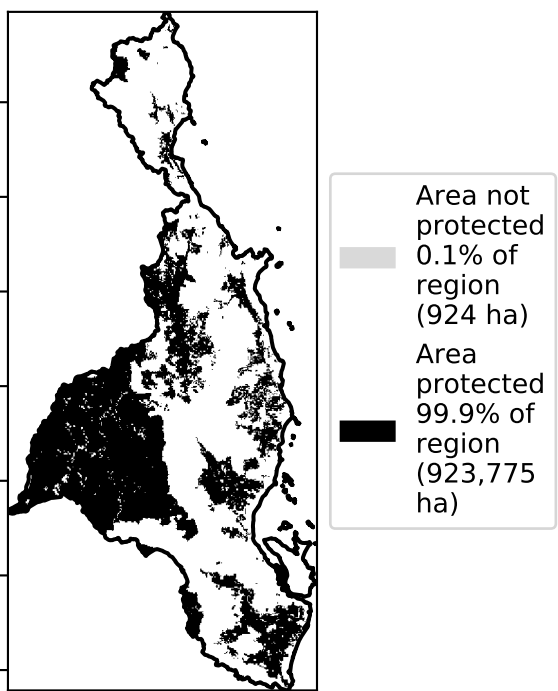 Area not
protected
0.1% of
region
(924 ha)
Area
protected
99.9% of
region
(923,775
ha)